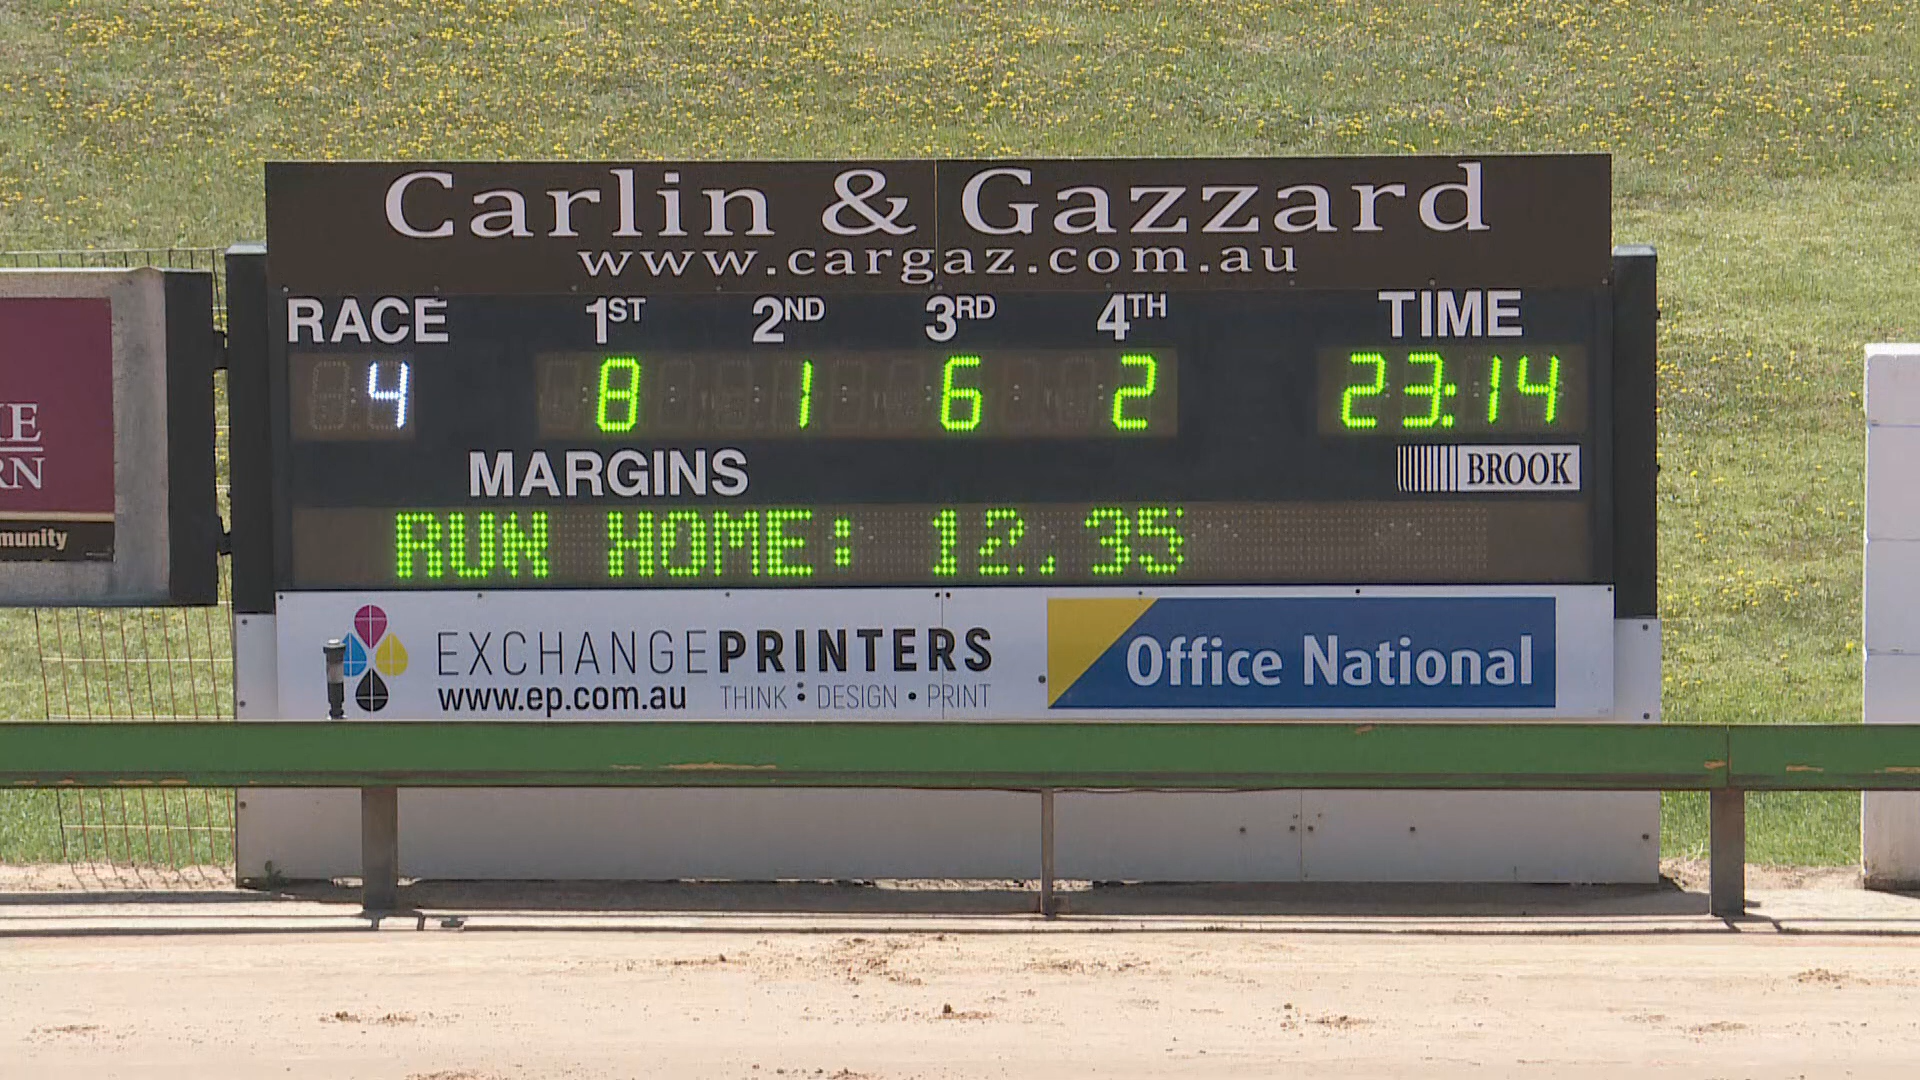 Carlin & Gazzard
www.cargaz.com.au
RACE 1ST 2ND 3RD 4TH TIME
4 8 1 6 2 23:14
MARGINS
BROOK
RUN HOME: 12.35
EXCHANGEPRINTERS
www.ep.com.au THINK • DESIGN • PRINT
Office National